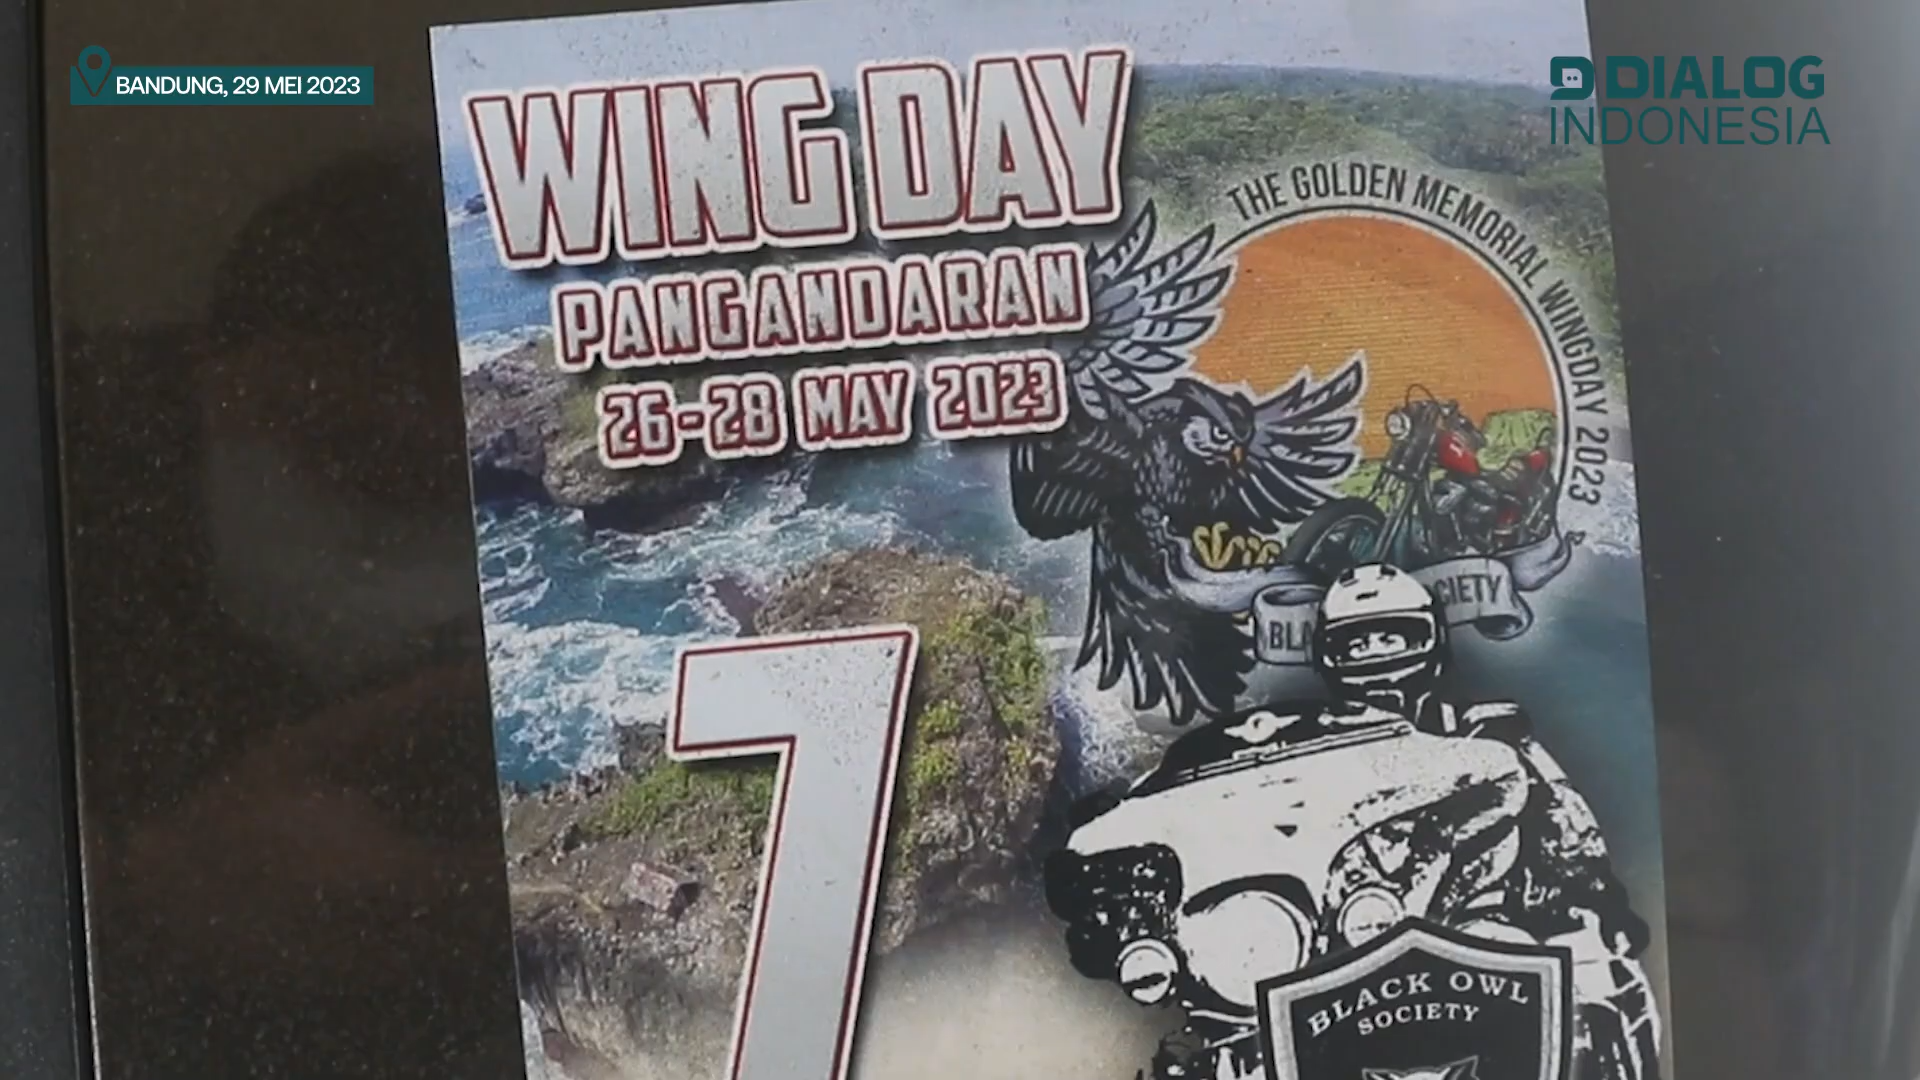 BANDUNG, 29 MEI 2023
DIALOG
INDONESIA
WING DAY
PANGANDARAN
26-28 MAY 2023
THE GOLDEN MEMORIAL WINGDAY 2023
7
BLACK OWL
SOCIETY